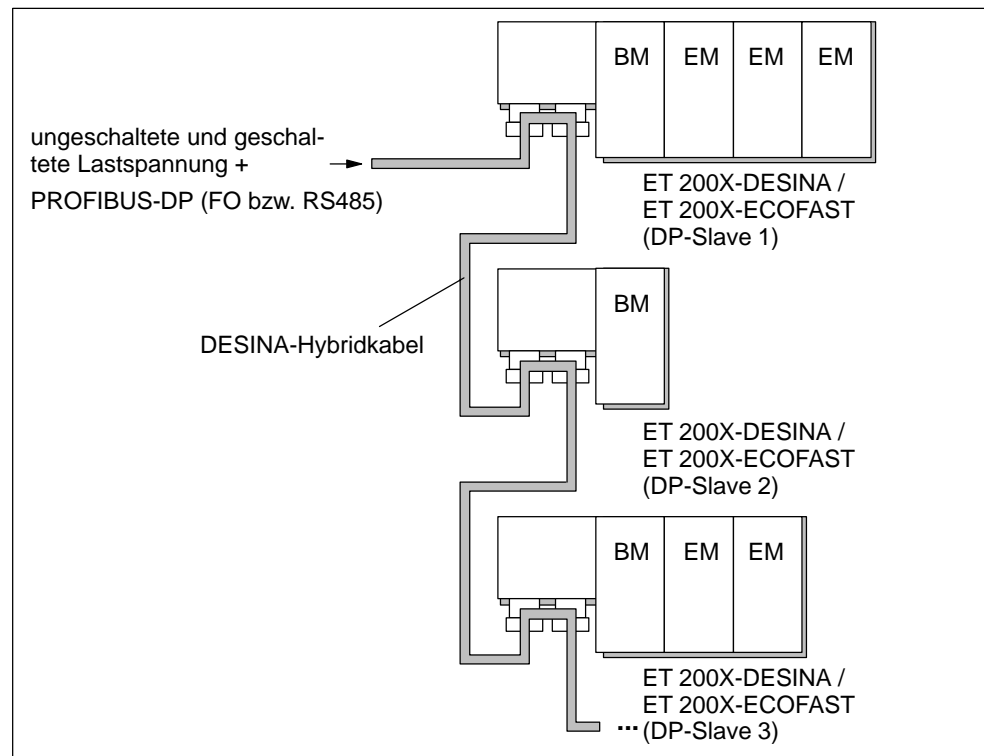 BM EM EM EM
ungeschaltete und geschal-
tete Lastspannung +
PROFIBUS-DP (FO bzw. RS485)
ET 200X-DESINA /
ET 200X-ECOFAST
(DP-Slave 1)
BM
DESINA-Hybridkabel
ET 200X-DESINA /
ET 200X-ECOFAST
(DP-Slave 2)
BM EM EM
ET 200X-DESINA /
ET 200X-ECOFAST
... (DP-Slave 3)